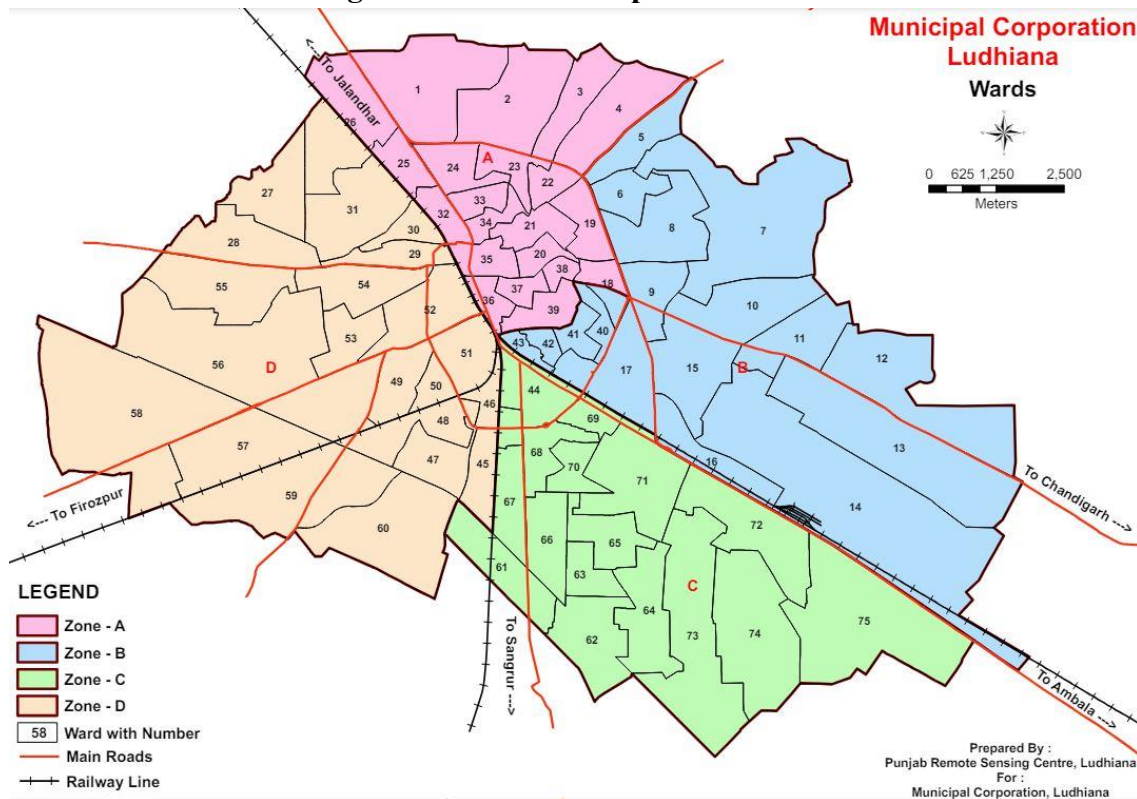 Municipal Corporation
Ludhiana
Wards
0 625 1,250 2,500
Meters
<--- To Jalandhar
1
2
3
4
5
26
25
24
A
23
22
6
27
31
33
32
34
21
19
8
7
30
28
29
35
20
38
18
55
54
37
36
39
9
10
52
53
43
42
41
40
11
12
56
D
51
17
15
B
58
49
50
44
46
69
48
13
57
47
45
68
70
16
71
14
59
67
72
60
66
65
61
63
C
64
62
73
74
75
<--- To Firozpur
To Chandigarh --->
To Sangrur --->
To Ambala --->
LEGEND
Zone - A
Zone - B
Zone - C
Zone - D
58 Ward with Number
Main Roads
Railway Line
Prepared By :
Punjab Remote Sensing Centre, Ludhiana
For :
Municipal Corporation, Ludhiana